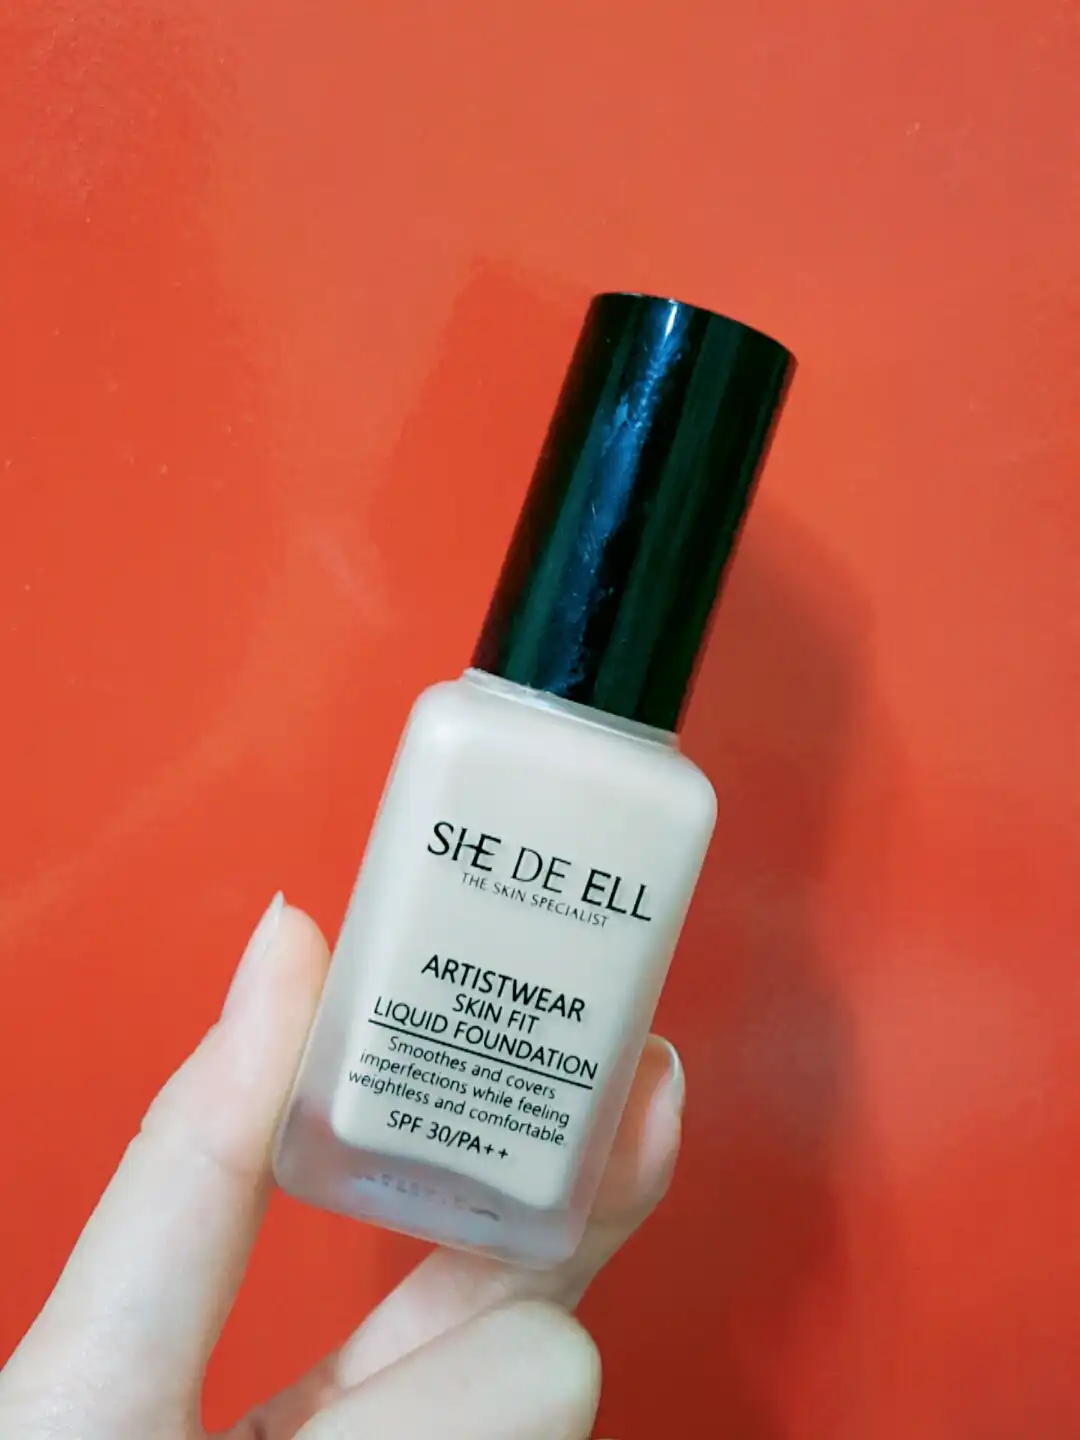 SHE DE ELL
THE SKIN SPECIALIST
ARTISTWEAR
SKIN FIT
LIQUID FOUNDATION
Smoothes and covers
imperfections while feeling
weightless and comfortable.
SPF 30/PA++